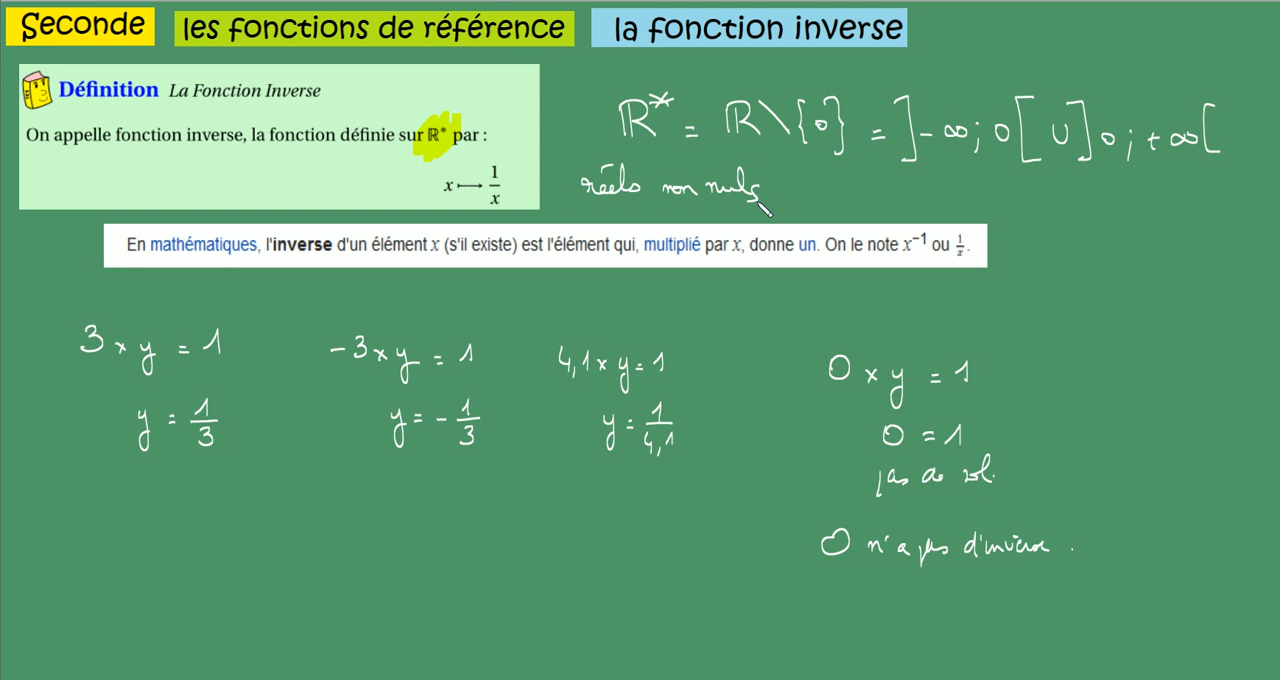 Seconde les fonctions de référence la fonction inverse
Définition La Fonction Inverse
On appelle fonction inverse, la fonction définie sur ℝ* par :
x ⟼ 1/x
ℝ* = ℝ∖{0} = ]-∞; 0[ ∪ ]0; +∞[
réels non nuls
En mathématiques, l'inverse d'un élément x (s'il existe) est l'élément qui, multiplié par x, donne un. On le note x⁻¹ ou 1/x.
3 × y = 1
y = 1/3
-3 × y = 1
y = - 1/3
4,1 × y = 1
y = 1/4,1
0 × y = 1
0 = 1
pas de sol.
0 n'a pas d'inverse.